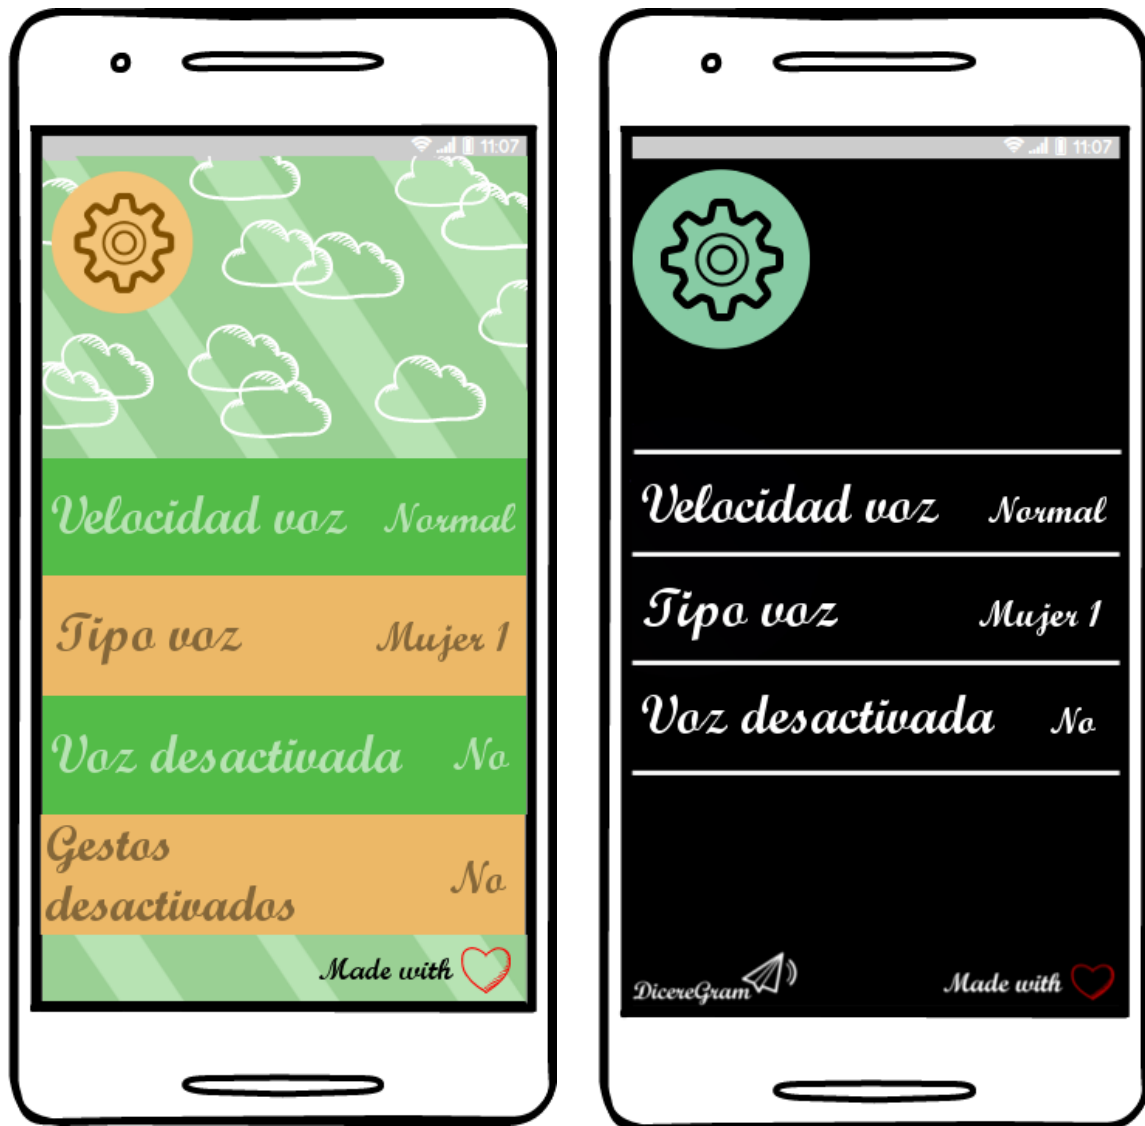 11:07
Velocidad voz Normal
Tipo voz Mujer 1
Voz desactivada No
Gestos
desactivados No
Made with
11:07
Velocidad voz Normal
Tipo voz Mujer 1
Voz desactivada No
DicereGram
Made with